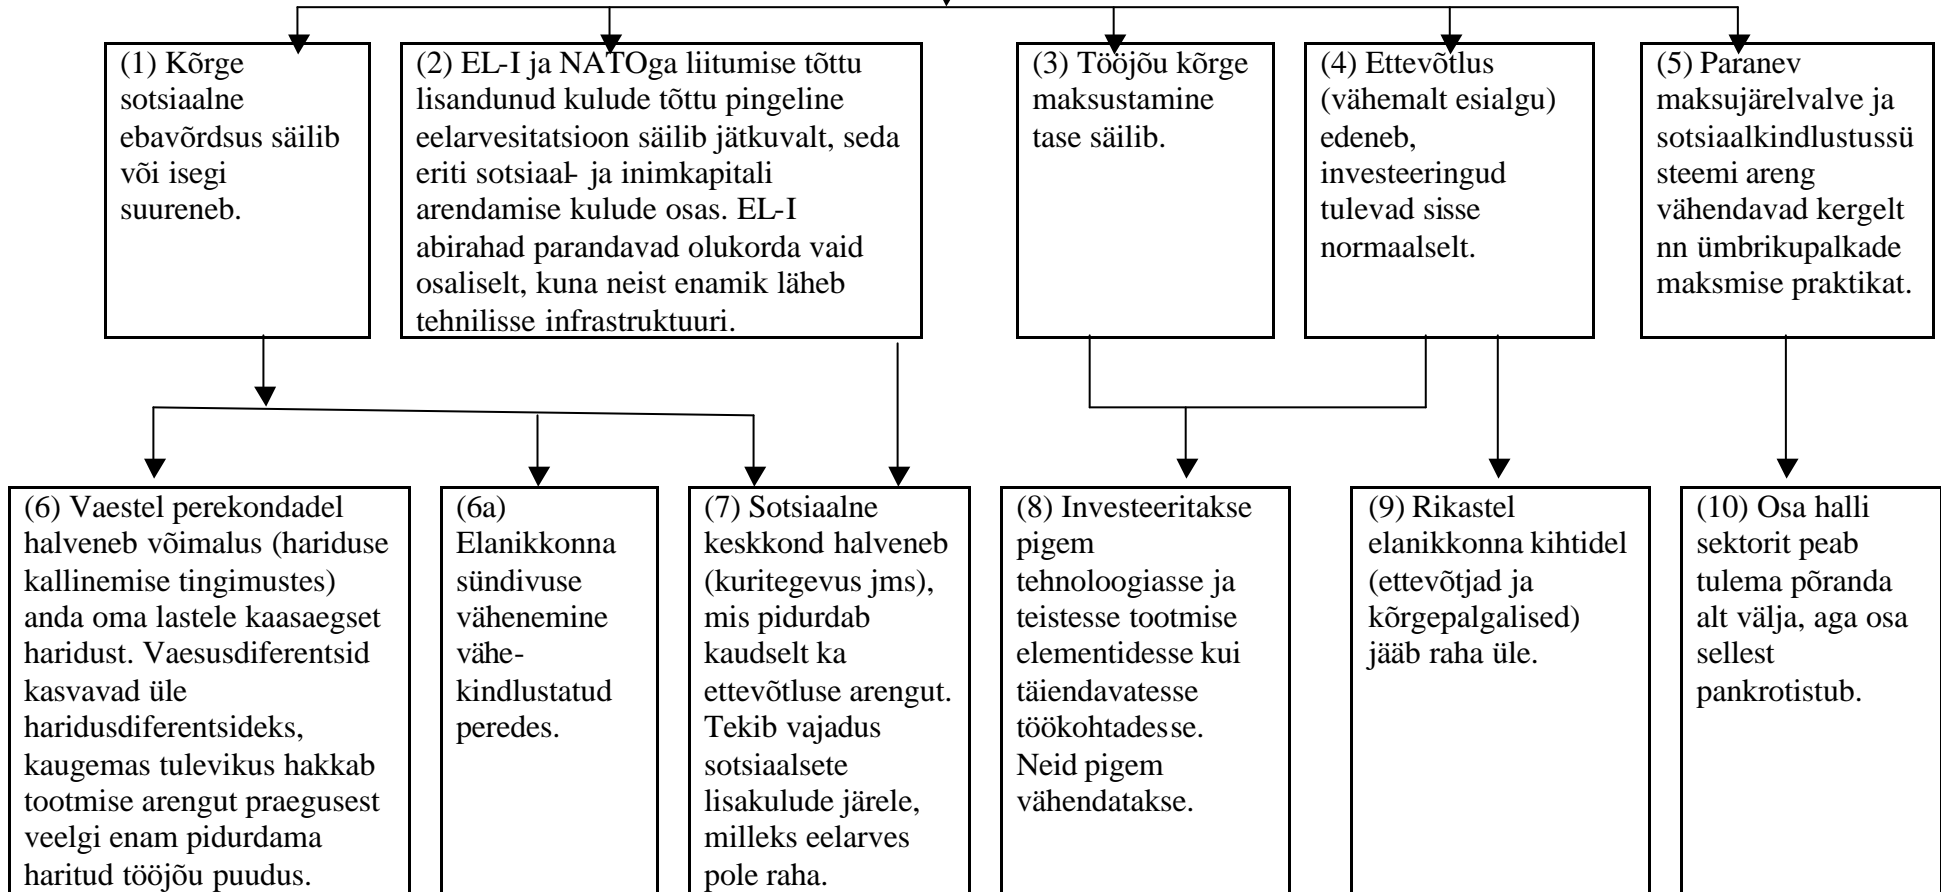 (1) Kõrge
sotsiaalne
ebavõrdsus säilib
või isegi
suureneb.
(2) EL-I ja NATOga liitumise tõttu
lisandunud kulude tõttu pingeline
eelarvesitatsioon säilib jätkuvalt, seda
eriti sotsiaal- ja inimkapitali
arendamise kulude osas. EL-I
abirahad parandavad olukorda vaid
osaliselt, kuna neist enamik läheb
tehnilisse infrastruktuuri.
(3) Tööjõu kõrge
maksustamine
tase säilib.
(4) Ettevõtlus
(vähemalt esialgu)
edeneb,
investeeringud
tulevad sisse
normaalselt.
(5) Paranev
maksujärelvalve ja
sotsiaalkindlustussü
steemi areng
vähendavad kergelt
nn ümbrikupalkade
maksmise praktikat.
(6) Vaestel perekondadel
halveneb võimalus (hariduse
kallinemise tingimustes)
anda oma lastele kaasaegset
haridust. Vaesusdiferentsid
kasvavad üle
haridusdiferentsideks,
kaugemas tulevikus hakkab
tootmise arengut praegusest
veelgi enam pidurdama
haritud tööjõu puudus.
(6a)
Elanikkonna
sündivuse
vähenemine
vähe-
kindlustatud
peredes.
(7) Sotsiaalne
keskkond halveneb
(kuritegevus jms),
mis pidurdab
kaudselt ka
ettevõtluse arengut.
Tekib vajadus
sotsiaalsete
lisakulude järele,
milleks eelarves
pole raha.
(8) Investeeritakse
pigem
tehnoloogiasse ja
teistesse tootmise
elementidesse kui
täiendavatesse
töökohtadesse.
Neid pigem
vähendatakse.
(9) Rikastel
elanikkonna kihtidel
(ettevõtjad ja
kõrgepalgalised)
jääb raha üle.
(10) Osa halli
sektorit peab
tulema põranda
alt välja, aga osa
sellest
pankrotistub.